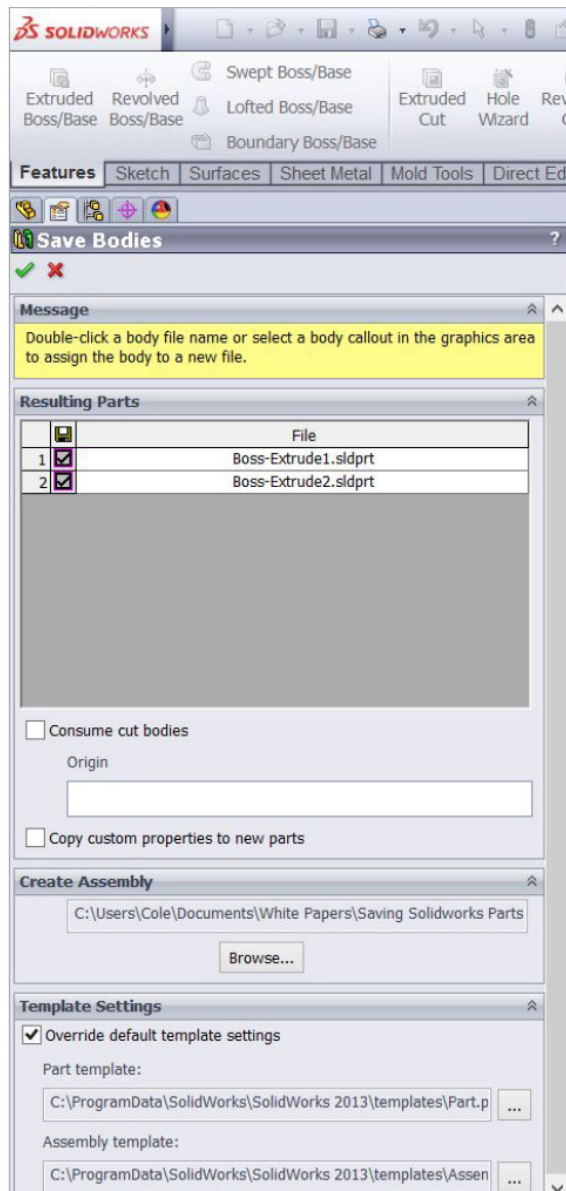 SOLIDWORKS
Extruded Boss/Base
Revolved Boss/Base
Swept Boss/Base
Lofted Boss/Base
Boundary Boss/Base
Extruded Cut
Hole Wizard
Rev
Features Sketch Surfaces Sheet Metal Mold Tools Direct Ed
Save Bodies ?
Message
Double-click a body file name or select a body callout in the graphics area
to assign the body to a new file.
Resulting Parts
File
1 Boss-Extrude1.sldprt
2 Boss-Extrude2.sldprt
Consume cut bodies
Origin
Copy custom properties to new parts
Create Assembly
C:\Users\Cole\Documents\White Papers\Saving Solidworks Parts
Browse...
Template Settings
Override default template settings
Part template:
C:\ProgramData\SolidWorks\SolidWorks 2013\templates\Part.p ...
Assembly template:
C:\ProgramData\SolidWorks\SolidWorks 2013\templates\Assen ...